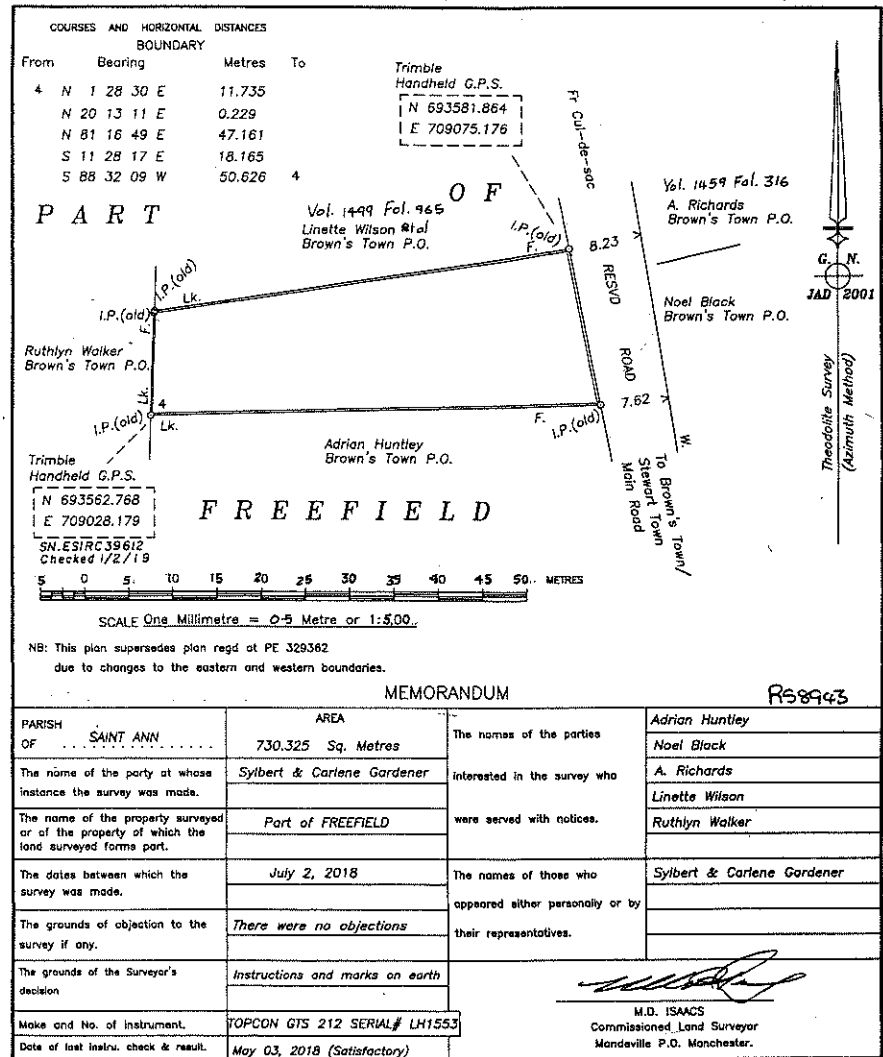 COURSES AND HORIZONTAL DISTANCES
BOUNDARY
From Bearing Metres To
4 N 1 28 30 E 11.735
N 20 13 11 E 0.229
N 81 16 49 E 47.161
S 11 28 17 E 18.165
S 88 32 09 W 50.626 4
Trimble
Handheld G.P.S.
N 693581.864
E 709075.176
Fr Cul-de-sac
PART OF
Vol. 1499 Fol. 965
Linette Wilson etal
Brown's Town P.O.
Vol. 1459 Fol. 316
A. Richards
Brown's Town P.O.
I.P.(old)
F.
8.23
RESVD
ROAD
7.62
W.
G. N.
JAD 2001
Theodolite Survey
(Azimuth Method)
Noel Black
Brown's Town P.O.
I.P.(old)
Lk.
I.P.(old)
F.
Ruthlyn Walker
Brown's Town P.O.
Lk.
4
I.P.(old)
Lk.
F.
I.P.(old)
Adrian Huntley
Brown's Town P.O.
To Brown's Town/
Stewart Town
Main Road
Trimble
Handheld G.P.S.
N 693562.768
E 709028.179
SN.ESIRC39612
Checked 1/2/19
FREEFIELD
5 0 5 10 15 20 25 30 35 40 45 50 METRES
SCALE One Millimetre = 0·5 Metre or 1:5,00
NB: This plan supersedes plan regd at PE 329362
due to changes to the eastern and western boundaries.
MEMORANDUM
RS8943
PARISH
OF SAINT ANN
AREA
730.325 Sq. Metres
The names of the parties
interested in the survey who
were served with notices.
Adrian Huntley
Noel Black
A. Richards
Linette Wilson
Ruthlyn Walker
The name of the party at whose
instance the survey was made.
Sylbert & Carlene Gardener
The name of the property surveyed
or of the property of which the
land surveyed forms part.
Part of FREEFIELD
The dates between which the
survey was made.
July 2, 2018
The names of those who
appeared either personally or by
their representatives.
Sylbert & Carlene Gardener
The grounds of objection to the
survey if any.
There were no objections
The grounds of the Surveyor's
decision
Instructions and marks on earth
Make and No. of instrument.
TOPCON GTS 212 SERIAL# LH1553
Date of last instru. check & result.
May 03, 2018 (Satisfactory)
M.D. ISAACS
Commissioned Land Surveyor
Mandeville P.O. Manchester.